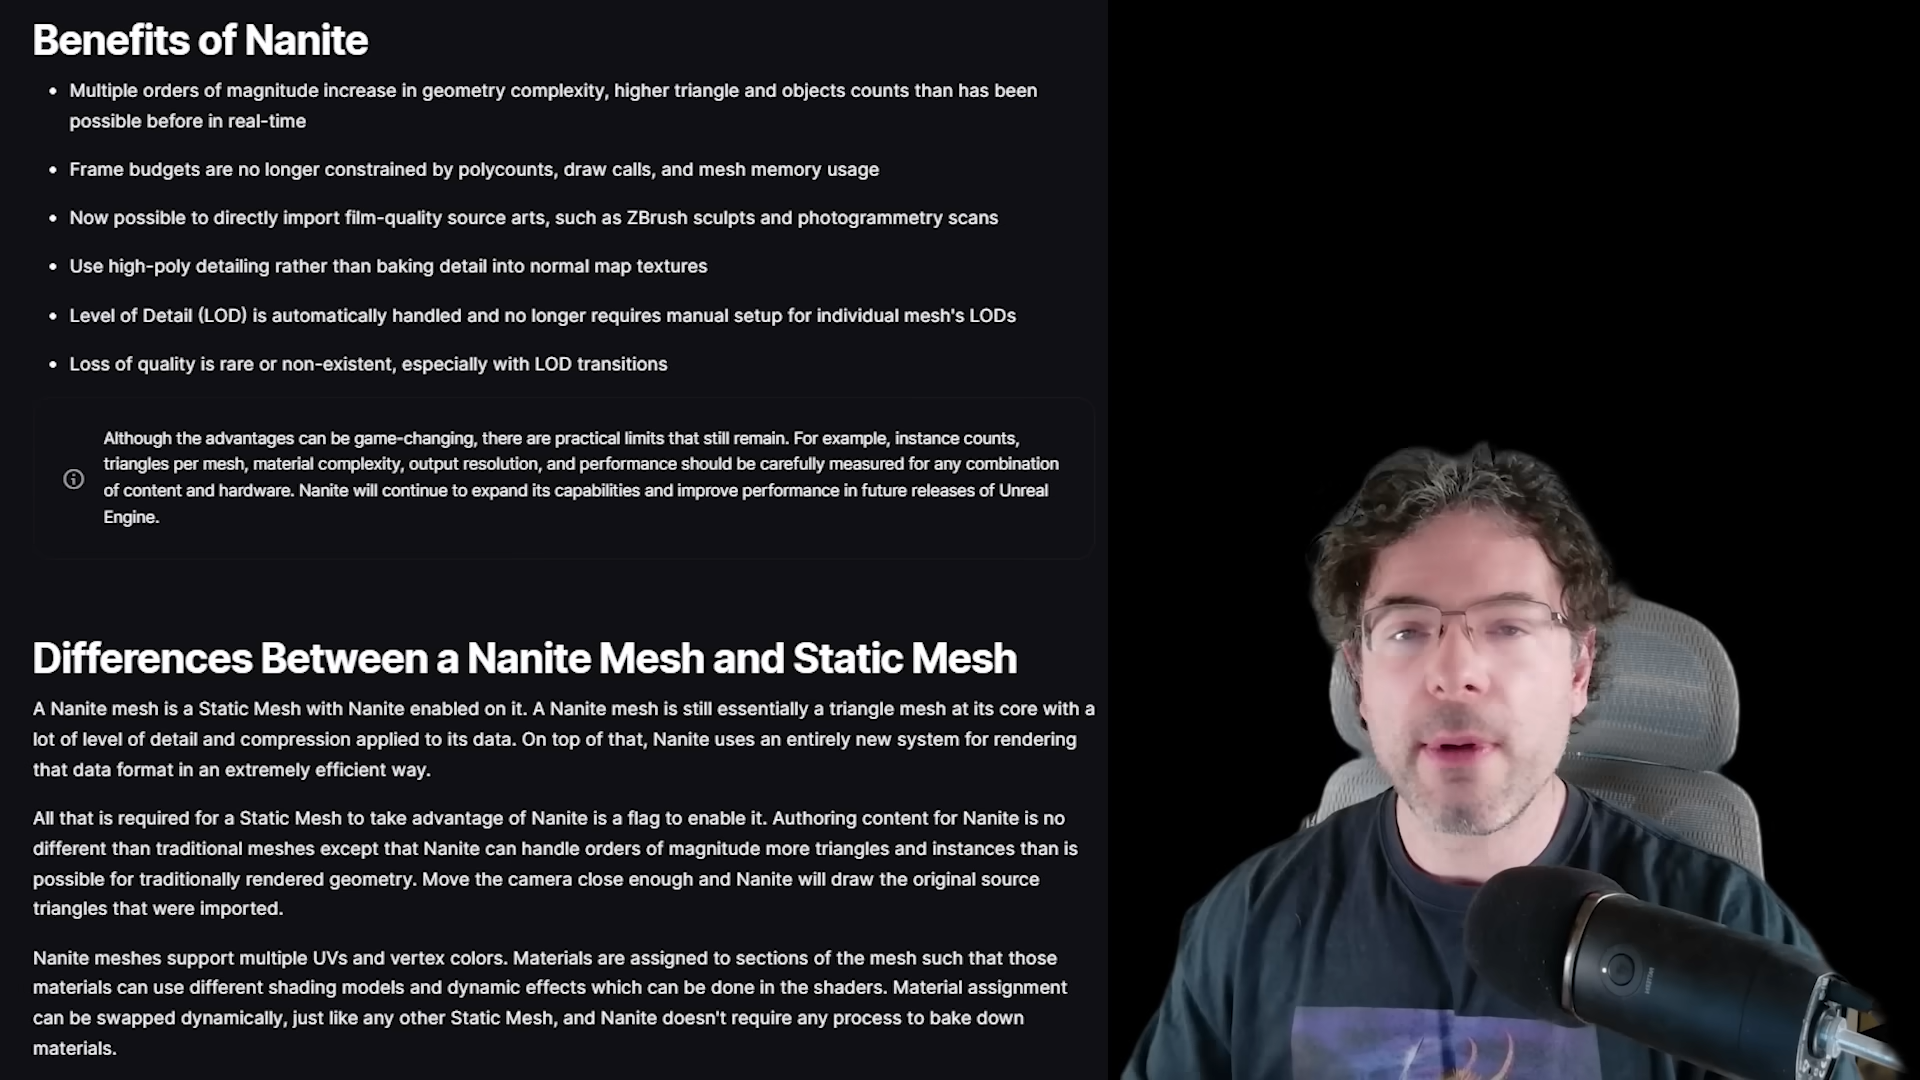 Benefits of Nanite
• Multiple orders of magnitude increase in geometry complexity, higher triangle and objects counts than has been
possible before in real-time
• Frame budgets are no longer constrained by polycounts, draw calls, and mesh memory usage
• Now possible to directly import film-quality source arts, such as ZBrush sculpts and photogrammetry scans
• Use high-poly detailing rather than baking detail into normal map textures
• Level of Detail (LOD) is automatically handled and no longer requires manual setup for individual mesh's LODs
• Loss of quality is rare or non-existent, especially with LOD transitions
Although the advantages can be game-changing, there are practical limits that still remain. For example, instance counts,
triangles per mesh, material complexity, output resolution, and performance should be carefully measured for any combination
of content and hardware. Nanite will continue to expand its capabilities and improve performance in future releases of Unreal
Engine.
Differences Between a Nanite Mesh and Static Mesh
A Nanite mesh is a Static Mesh with Nanite enabled on it. A Nanite mesh is still essentially a triangle mesh at its core with a
lot of level of detail and compression applied to its data. On top of that, Nanite uses an entirely new system for rendering
that data format in an extremely efficient way.
All that is required for a Static Mesh to take advantage of Nanite is a flag to enable it. Authoring content for Nanite is no
different than traditional meshes except that Nanite can handle orders of magnitude more triangles and instances than is
possible for traditionally rendered geometry. Move the camera close enough and Nanite will draw the original source
triangles that were imported.
Nanite meshes support multiple UVs and vertex colors. Materials are assigned to sections of the mesh such that those
materials can use different shading models and dynamic effects which can be done in the shaders. Material assignment
can be swapped dynamically, just like any other Static Mesh, and Nanite doesn't require any process to bake down
materials.